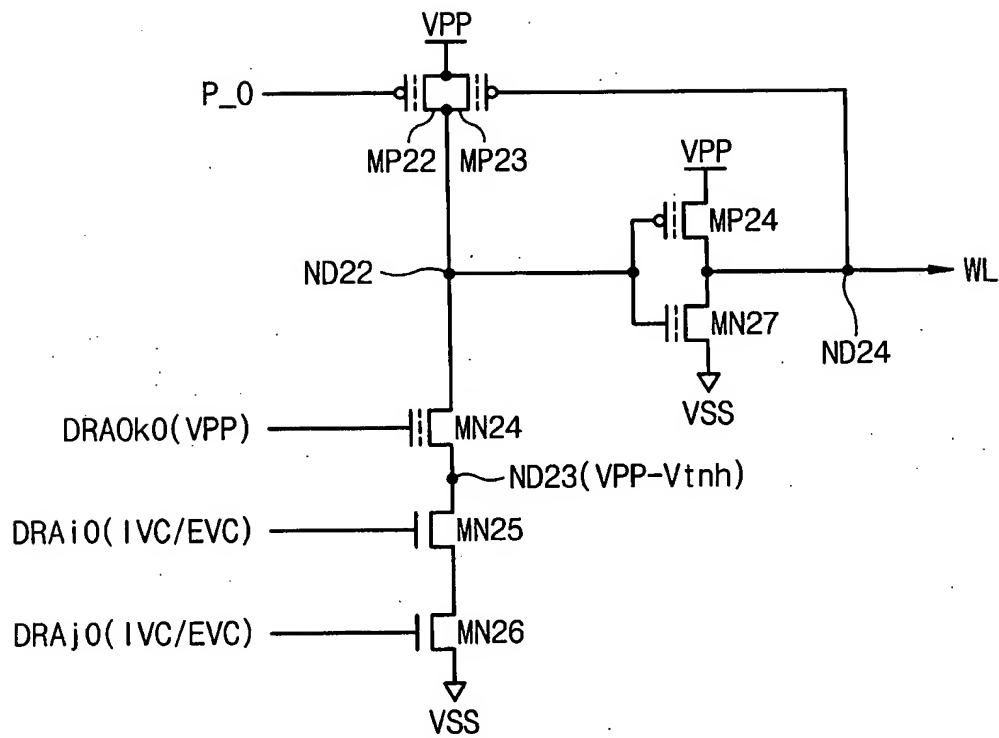 VPP
P_0
MP22 MP23
VPP
MP24
ND22
WL
MN27
ND24
VSS
DRA0k0(VPP)
MN24
ND23(VPP-Vtnh)
DRAi0(IVC/EVC)
MN25
DRAj0(IVC/EVC)
MN26
VSS